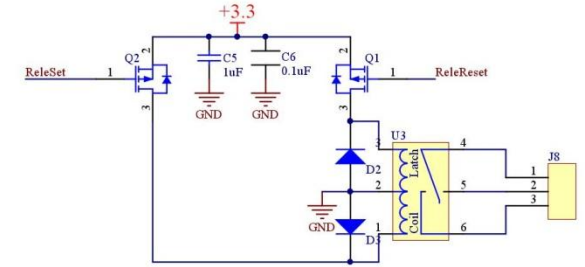 +3.3
Q2
2
C5
1uF
C6
0.1uF
2
Q1
ReleSet
1
1
ReleReset
3
GND
GND
3
U3
3
Latch
4
J8
D2
1
2
5
2
3
GND
Coil
D3
1
6